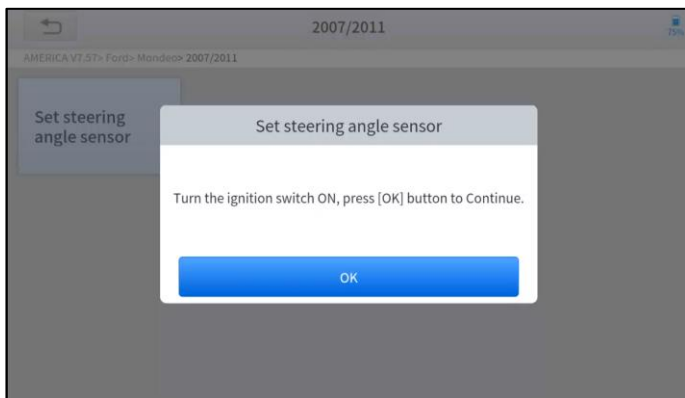 2007/2011
75%
AMERICA V7.57> Ford> Mondeo> 2007/2011
Set steering
angle sensor
Set steering angle sensor
Turn the ignition switch ON, press [OK] button to Continue.
OK